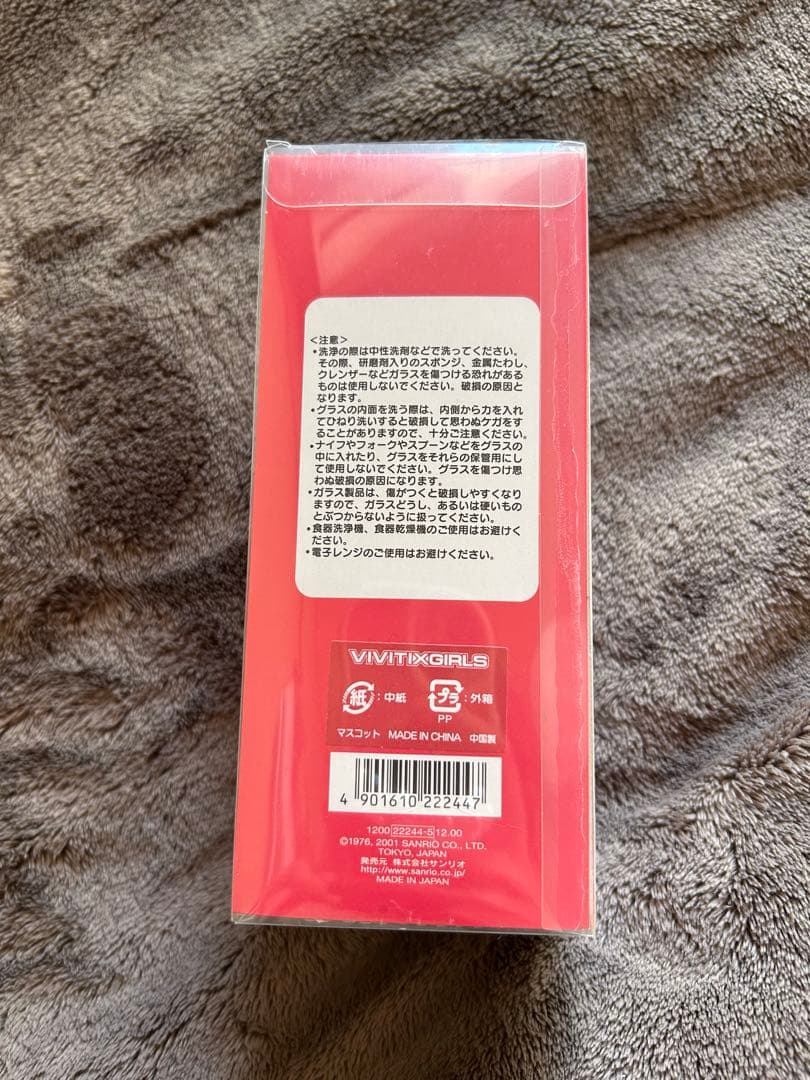 ＜注意＞
•洗浄の際は中性洗剤などで洗ってください。
その際、研磨剤入りのスポンジ、金属たわし、
クレンザーなどガラスを傷つける恐れがある
ものは使用しないでください。破損の原因と
なります。
•グラスの内面を洗う際は、内側から力を入れ
てひねり洗いすると破損して思わぬケガをす
ることがありますので、十分ご注意ください。
•ナイフやフォークやスプーンなどをグラスの
中に入れたり、グラスをそれらの保管用にし
て使用しないでください。グラスを傷つけ思
わぬ破損の原因になります。
•ガラス製品は、傷がつくと破損しやすくなり
ますので、ガラスどうし、あるいは硬いもの
とぶつからないように扱ってください。
•食器洗浄機、食器乾燥機のご使用はお避けく
ださい。
•電子レンジのご使用はお避けください。
VIVITIXGIRLS
紙:中紙 プラ:外箱
PP
マスコット MADE IN CHINA 中国製
4 901610 222447
1200 22244-5 12.00
©1976, 2001 SANRIO CO., LTD.
TOKYO, JAPAN
発売元 株式会社サンリオ
http://www.sanrio.co.jp/
MADE IN JAPAN